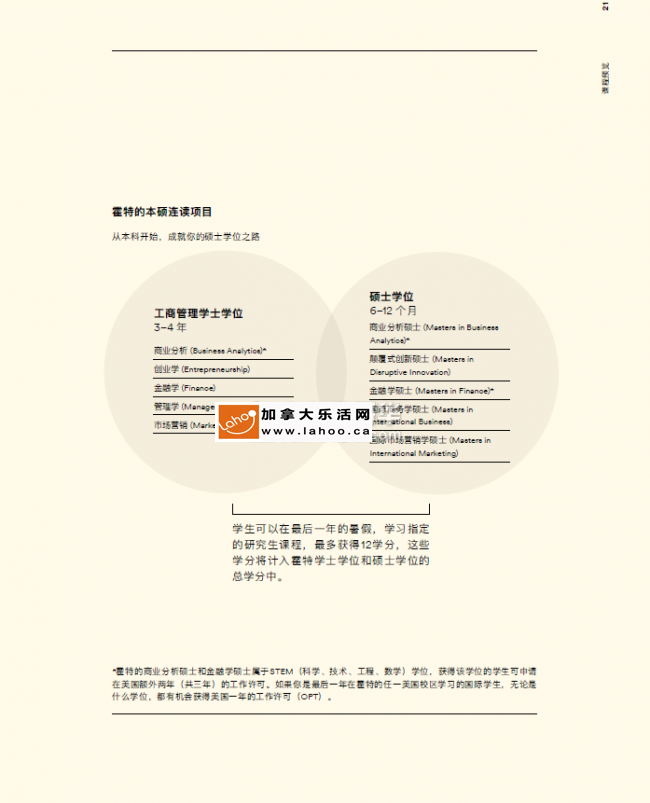 21
课程预览
霍特的本硕连读项目
从本科开始，成就你的硕士学位之路
工商管理学士学位
3–4 年
商业分析 (Business Analytics)*
创业学 (Entrepreneurship)
金融学 (Finance)
管理学
市场营销
硕士学位
6–12 个月
商业分析硕士 (Masters in Business
Analytics)*
颠覆式创新硕士 (Masters in
Disruptive Innovation)
金融学硕士 (Masters in Finance)*
学硕士 (Masters in
International Business)
国际市场营销学硕士 (Masters in
International Marketing)
Lahoo
加拿大乐活网
www.lahoo.ca
学生可以在最后一年的暑假，学习指定
的研究生课程，最多获得12学分，这些
学分将计入霍特学士学位和硕士学位的
总学分中。
*霍特的商业分析硕士和金融学硕士属于STEM（科学、技术、工程、数学）学位，获得该学位的学生可申请
在美国额外两年（共三年）的工作许可。如果你是最后一年在霍特的任一美国校区学习的国际学生，无论是
什么学位，都有机会获得美国一年的工作许可（OPT）。